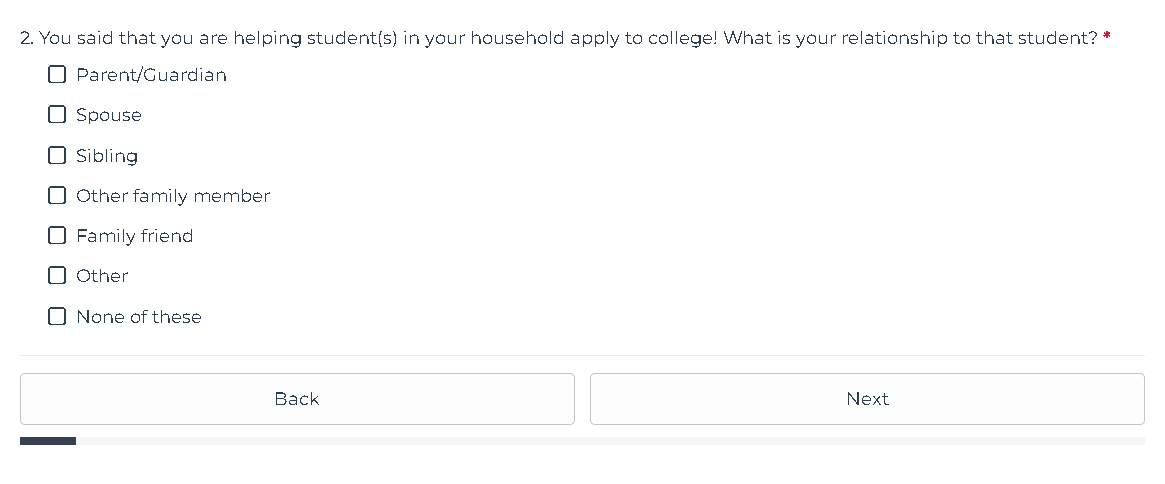 2. You said that you are helping student(s) in your household apply to college! What is your relationship to that student? *
Parent/Guardian
Spouse
Sibling
Other family member
Family friend
Other
None of these
Back
Next